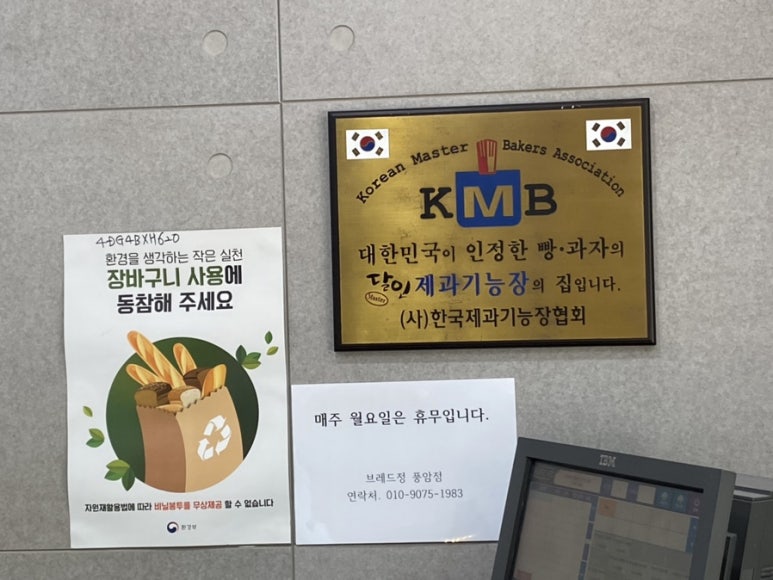 4DG4BXH620
환경을 생각하는 작은 실천
장바구니 사용에
동참해 주세요
자원재활용법에 따라 비닐봉투를 무상제공 할 수 없습니다
환경부
Korean Master Bakers Association
KMB
대한민국이 인정한 빵·과자의
달인 제과기능장의 집입니다.
Master
(사)한국제과기능장협회
매주 월요일은 휴무입니다.
브레드정 풍암점
연락처. 010-9075-1983
IBM